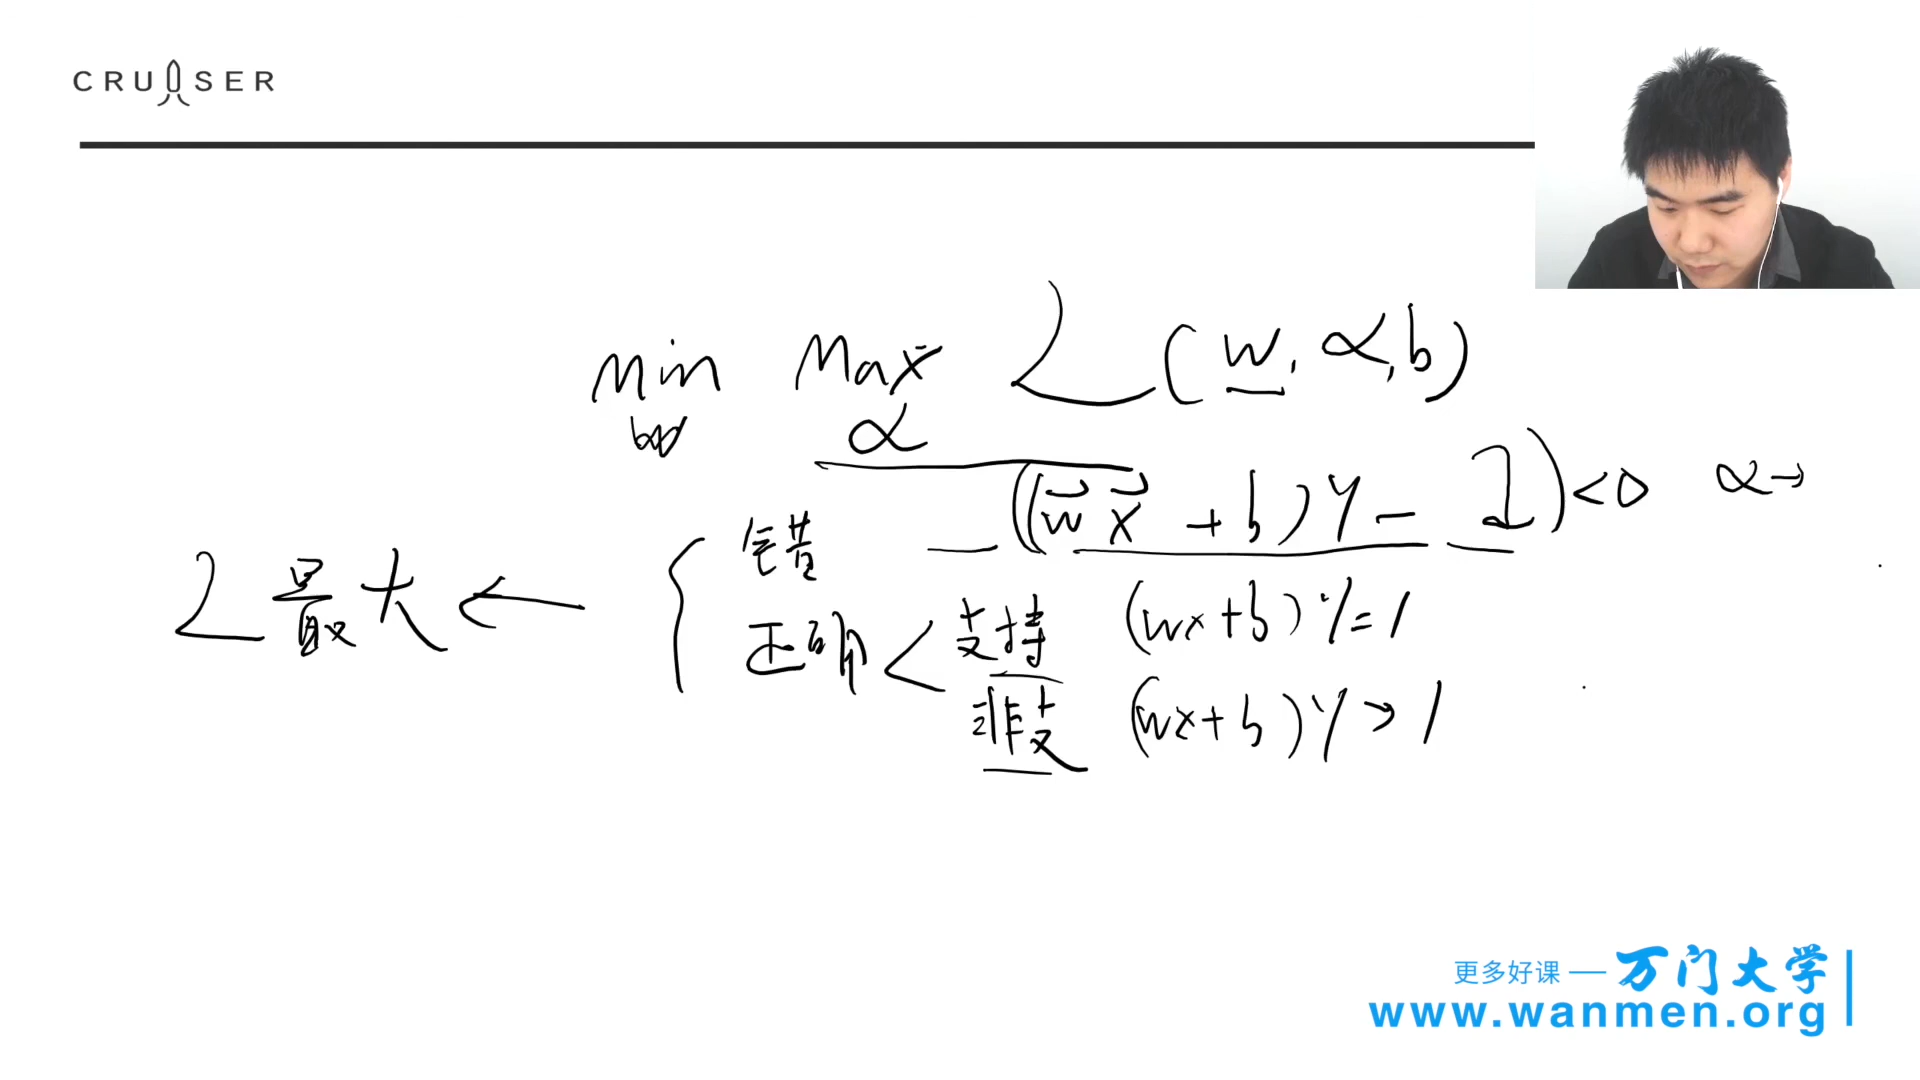 CRUISER
min max L(w, α, b)
w α
((w⃗ x⃗ + b) y - 1) < 0 α→
错
L 最大 ← { 正确 < 支持 (wx+b) y = 1
非支 (wx+b) y > 1
更多好课 — 万门大学
www.wanmen.org